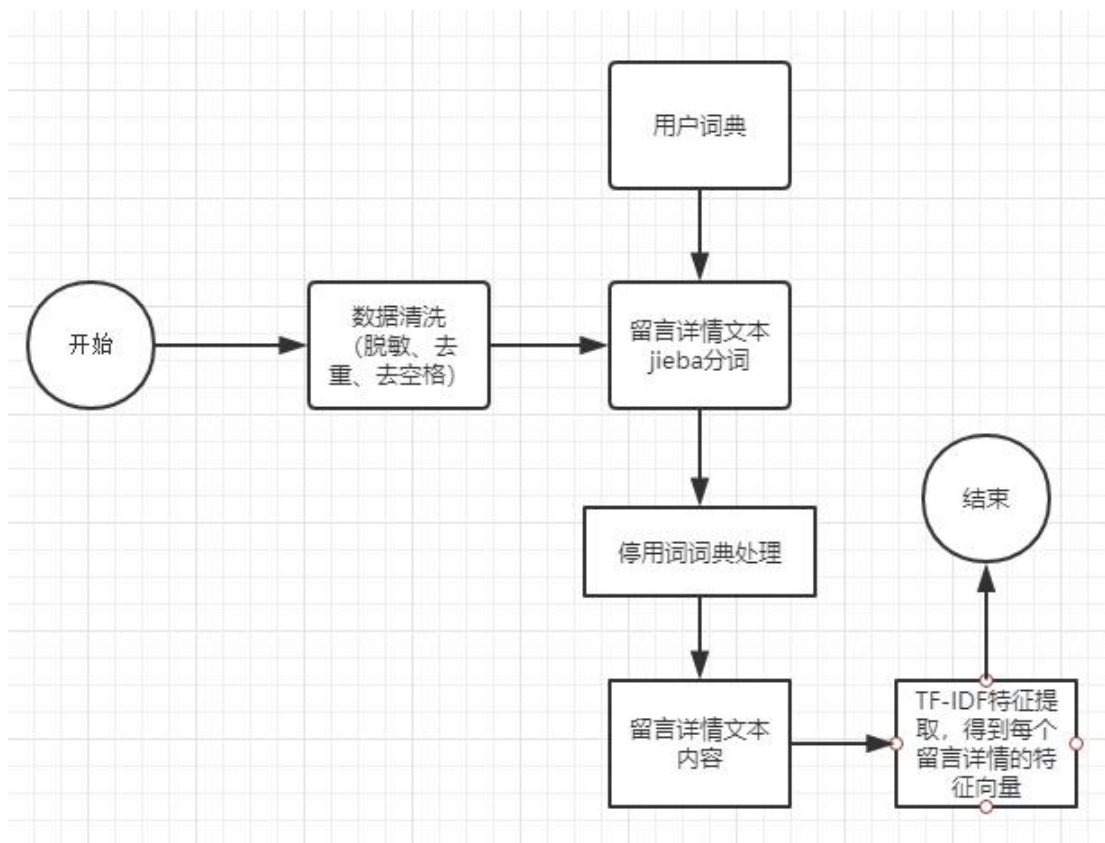 用户词典
开始
数据清洗
（脱敏、去
重、去空格）
留言详情文本
jieba分词
停用词词典处理
结束
留言详情文本
内容
TF-IDF特征提
取，得到每个
留言详情的特
征向量